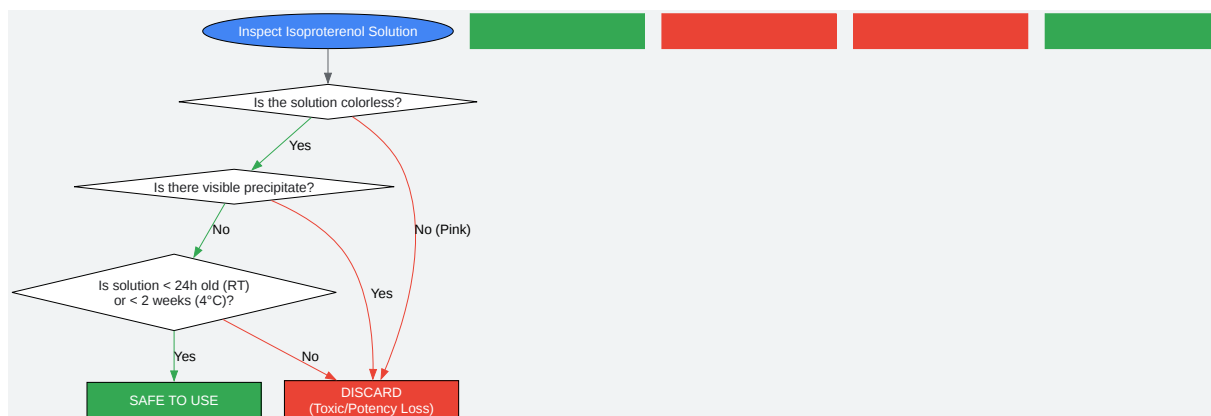 Inspect Isoproterenol Solution
Is the solution colorless?
Yes
Is there visible precipitate?
No
No (Pink)
Is solution < 24h old (RT)
or < 2 weeks (4°C)?
Yes
Yes
No
SAFE TO USE
DISCARD
(Toxic/Potency Loss)